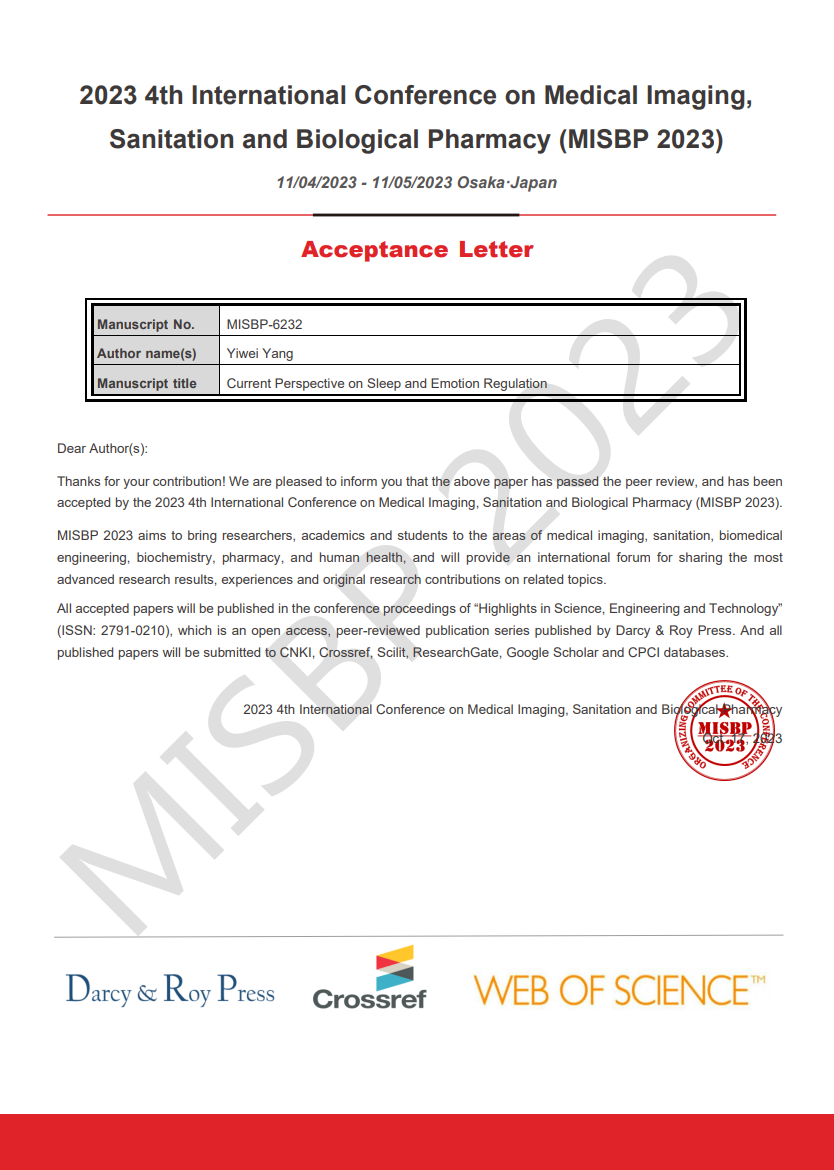 2023 4th International Conference on Medical Imaging,
Sanitation and Biological Pharmacy (MISBP 2023)
11/04/2023 - 11/05/2023 Osaka·Japan
Acceptance Letter
Manuscript No. MISBP-6232
Author name(s) Yiwei Yang
Manuscript title Current Perspective on Sleep and Emotion Regulation
Dear Author(s):
Thanks for your contribution! We are pleased to inform you that the above paper has passed the peer review, and has been
accepted by the 2023 4th International Conference on Medical Imaging, Sanitation and Biological Pharmacy (MISBP 2023).
MISBP 2023 aims to bring researchers, academics and students to the areas of medical imaging, sanitation, biomedical
engineering, biochemistry, pharmacy, and human health, and will provide an international forum for sharing the most
advanced research results, experiences and original research contributions on related topics.
All accepted papers will be published in the conference proceedings of “Highlights in Science, Engineering and Technology”
(ISSN: 2791-0210), which is an open access, peer-reviewed publication series published by Darcy & Roy Press. And all
published papers will be submitted to CNKI, Crossref, Scilit, ResearchGate, Google Scholar and CPCI databases.
2023 4th International Conference on Medical Imaging, Sanitation and Biological Pharmacy
Oct. 17, 2023
ORGANIZING COMMITTEE OF THE CONFERENCE
MISBP
2023
MISBP 2023
Darcy & Roy Press
Crossref
WEB OF SCIENCE™